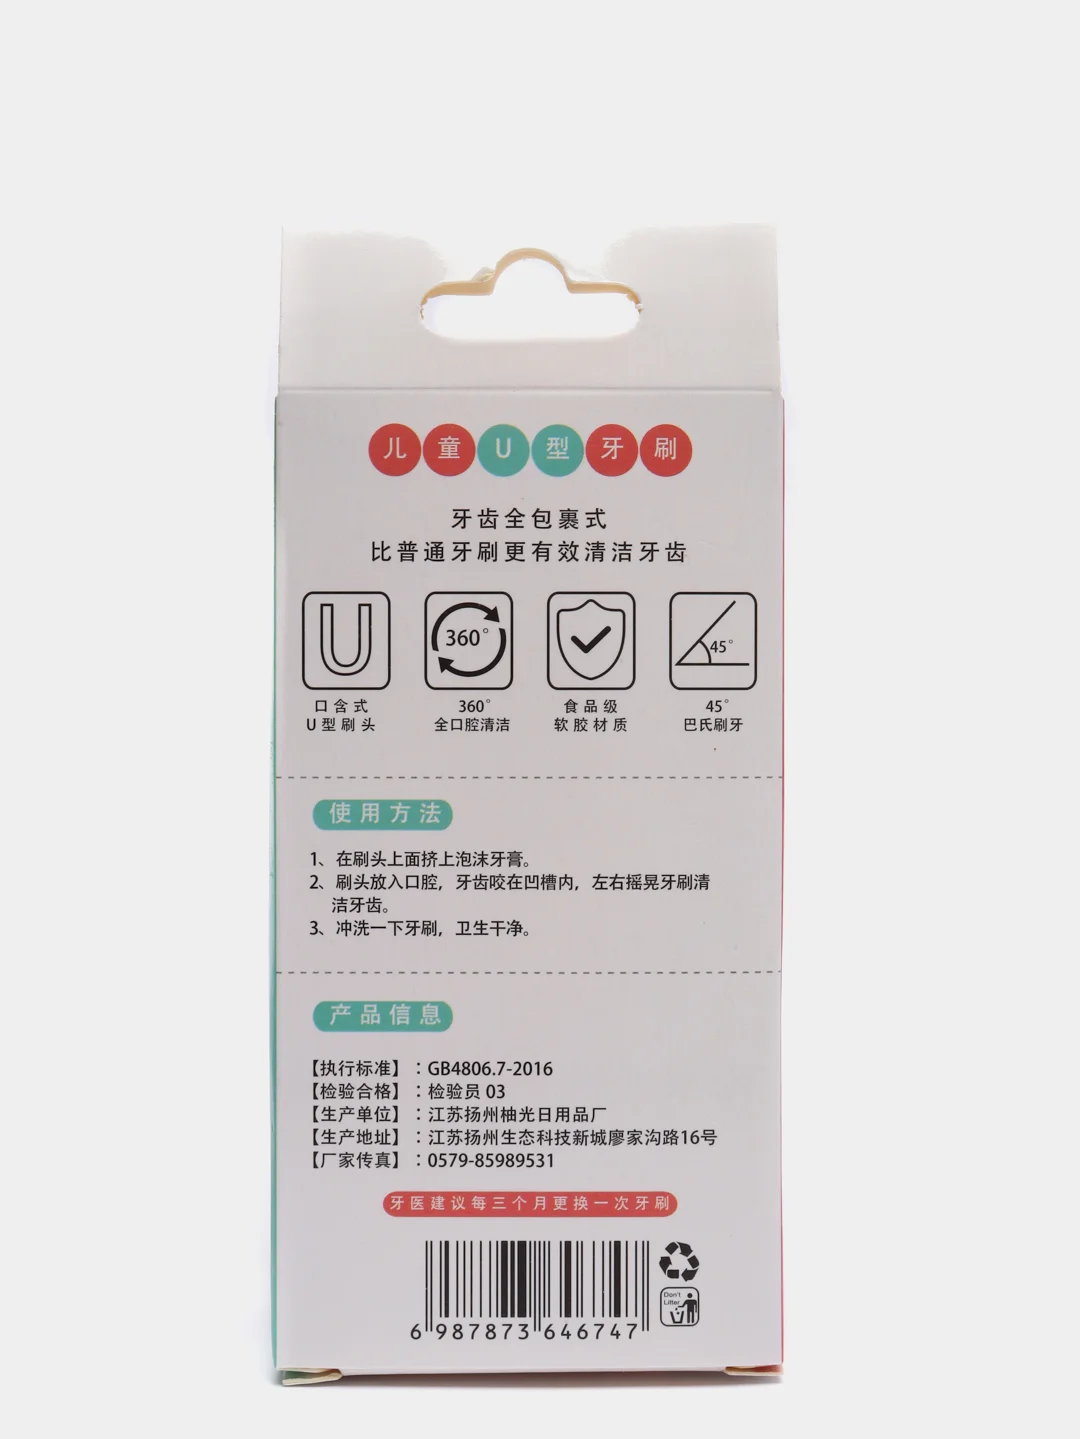 儿童U型牙刷
牙齿全包裹式
比普通牙刷更有效清洁牙齿
360°
45°
口含式
U型刷头
360°
全口腔清洁
食品级
软胶材质
45°
巴氏刷牙
使用方法
1、在刷头上面挤上泡沫牙膏。
2、刷头放入口腔，牙齿咬在凹槽内，左右摇晃牙刷清
洁牙齿。
3、冲洗一下牙刷，卫生干净。
产品信息
【执行标准】：GB4806.7-2016
【检验合格】：检验员 03
【生产单位】：江苏扬州柚光日用品厂
【生产地址】：江苏扬州生态科技新城廖家沟路16号
【厂家传真】：0579-85989531
牙医建议每三个月更换一次牙刷
Don't
Litter
6 987873 646747